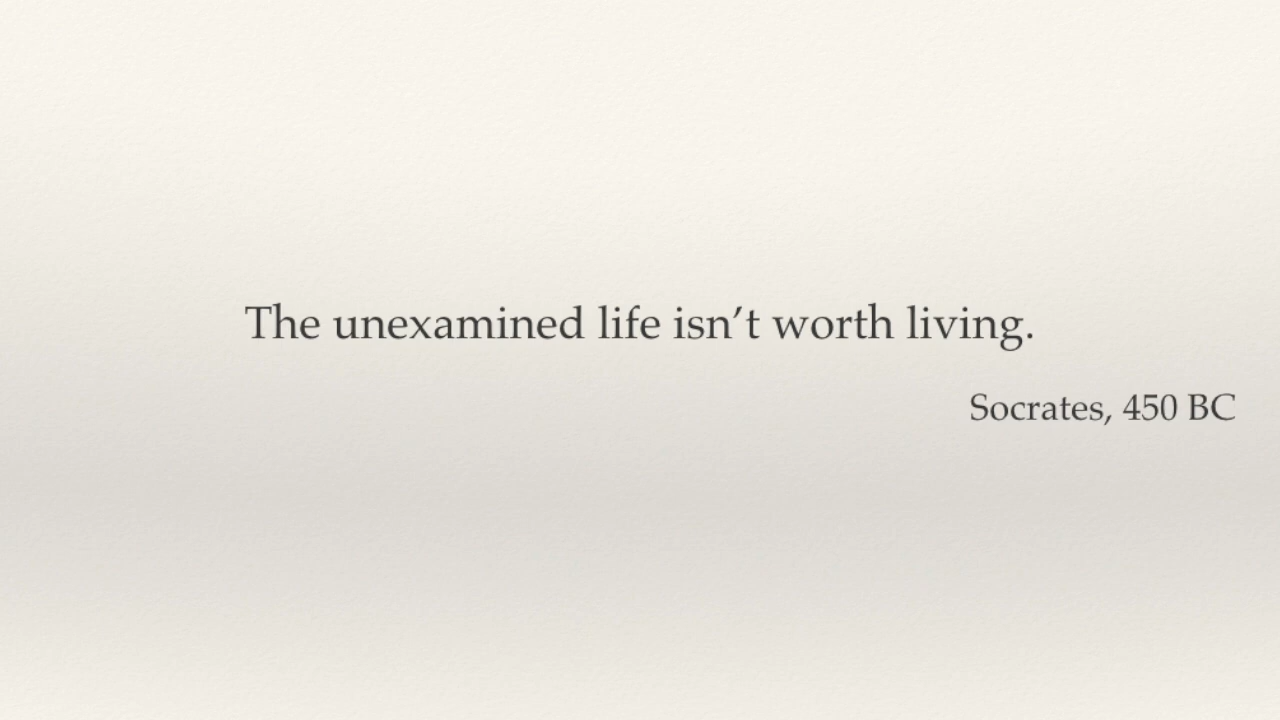 The unexamined life isn’t worth living.
Socrates, 450 BC